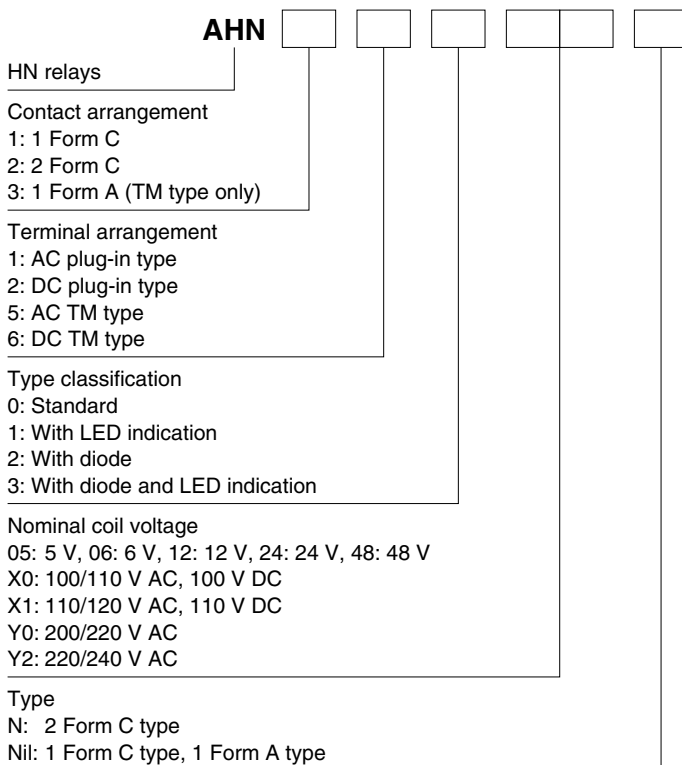 AHN
HN relays
Contact arrangement
1: 1 Form C
2: 2 Form C
3: 1 Form A (TM type only)
Terminal arrangement
1: AC plug-in type
2: DC plug-in type
5: AC TM type
6: DC TM type
Type classification
0: Standard
1: With LED indication
2: With diode
3: With diode and LED indication
Nominal coil voltage
05: 5 V, 06: 6 V, 12: 12 V, 24: 24 V, 48: 48 V
X0: 100/110 V AC, 100 V DC
X1: 110/120 V AC, 110 V DC
Y0: 200/220 V AC
Y2: 220/240 V AC
Type
N: 2 Form C type
Nil: 1 Form C type, 1 Form A type